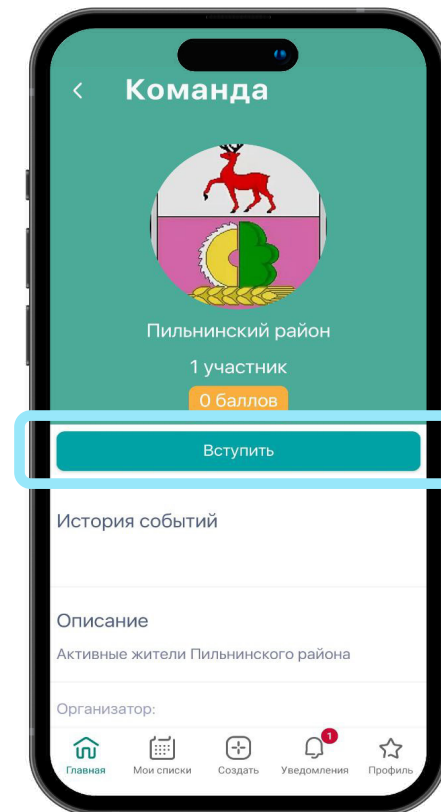 Команда
Пильнинский район
1 участник
0 баллов
Вступить
История событий
Описание
Активные жители Пильнинского района
Организатор:
1
Главная Мои списки Создать Уведомления Профиль